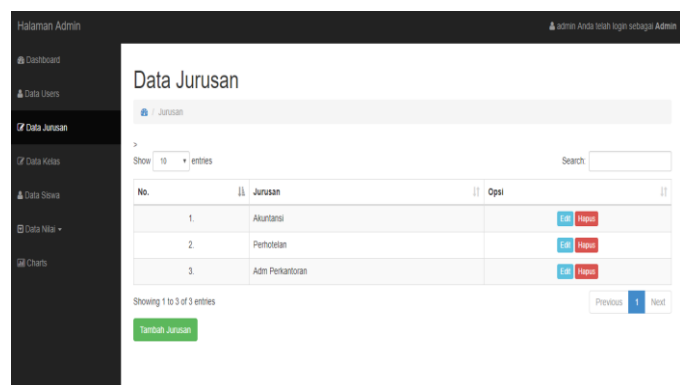 Halaman Admin
admin Anda telah login sebagai Admin
Dashboard
Data Users
Data Jurusan
Data Kelas
Data Siswa
Data Nilai
Charts
Data Jurusan
/ Jurusan
>
Show 10 entries
Search:
No. Jurusan Opsi
1. Akuntansi Edit Hapus
2. Perhotelan Edit Hapus
3. Adm Perkantoran Edit Hapus
Showing 1 to 3 of 3 entries
Previous 1 Next
Tambah Jurusan